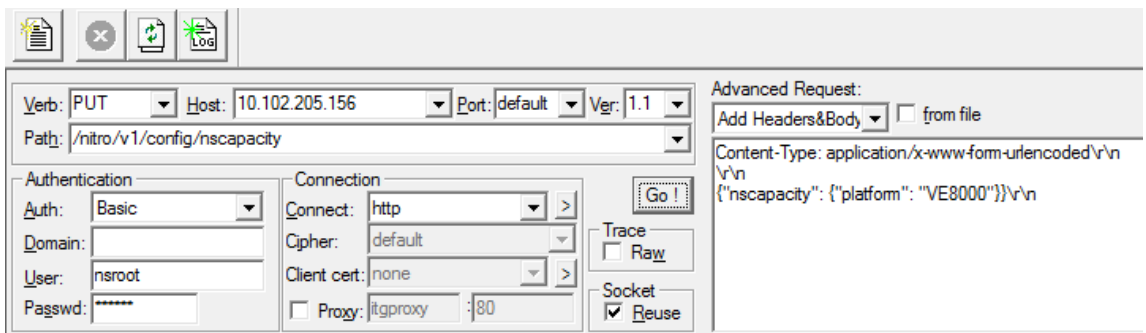 LOG
Verb: PUT Host: 10.102.205.156 Port: default Ver: 1.1
Path: /nitro/v1/config/nscapacity
Advanced Request:
Add Headers&Body from file
Content-Type: application/x-www-form-urlencoded\r\n
\r\n
{"nscapacity": {"platform": "VE8000"}}\r\n
Authentication
Auth: Basic
Domain:
User: nsroot
Passwd: ******
Connection
Connect: http >
Cipher: default
Client cert: none >
Proxy: itgproxy :80
Go !
Trace
Raw
Socket
Reuse